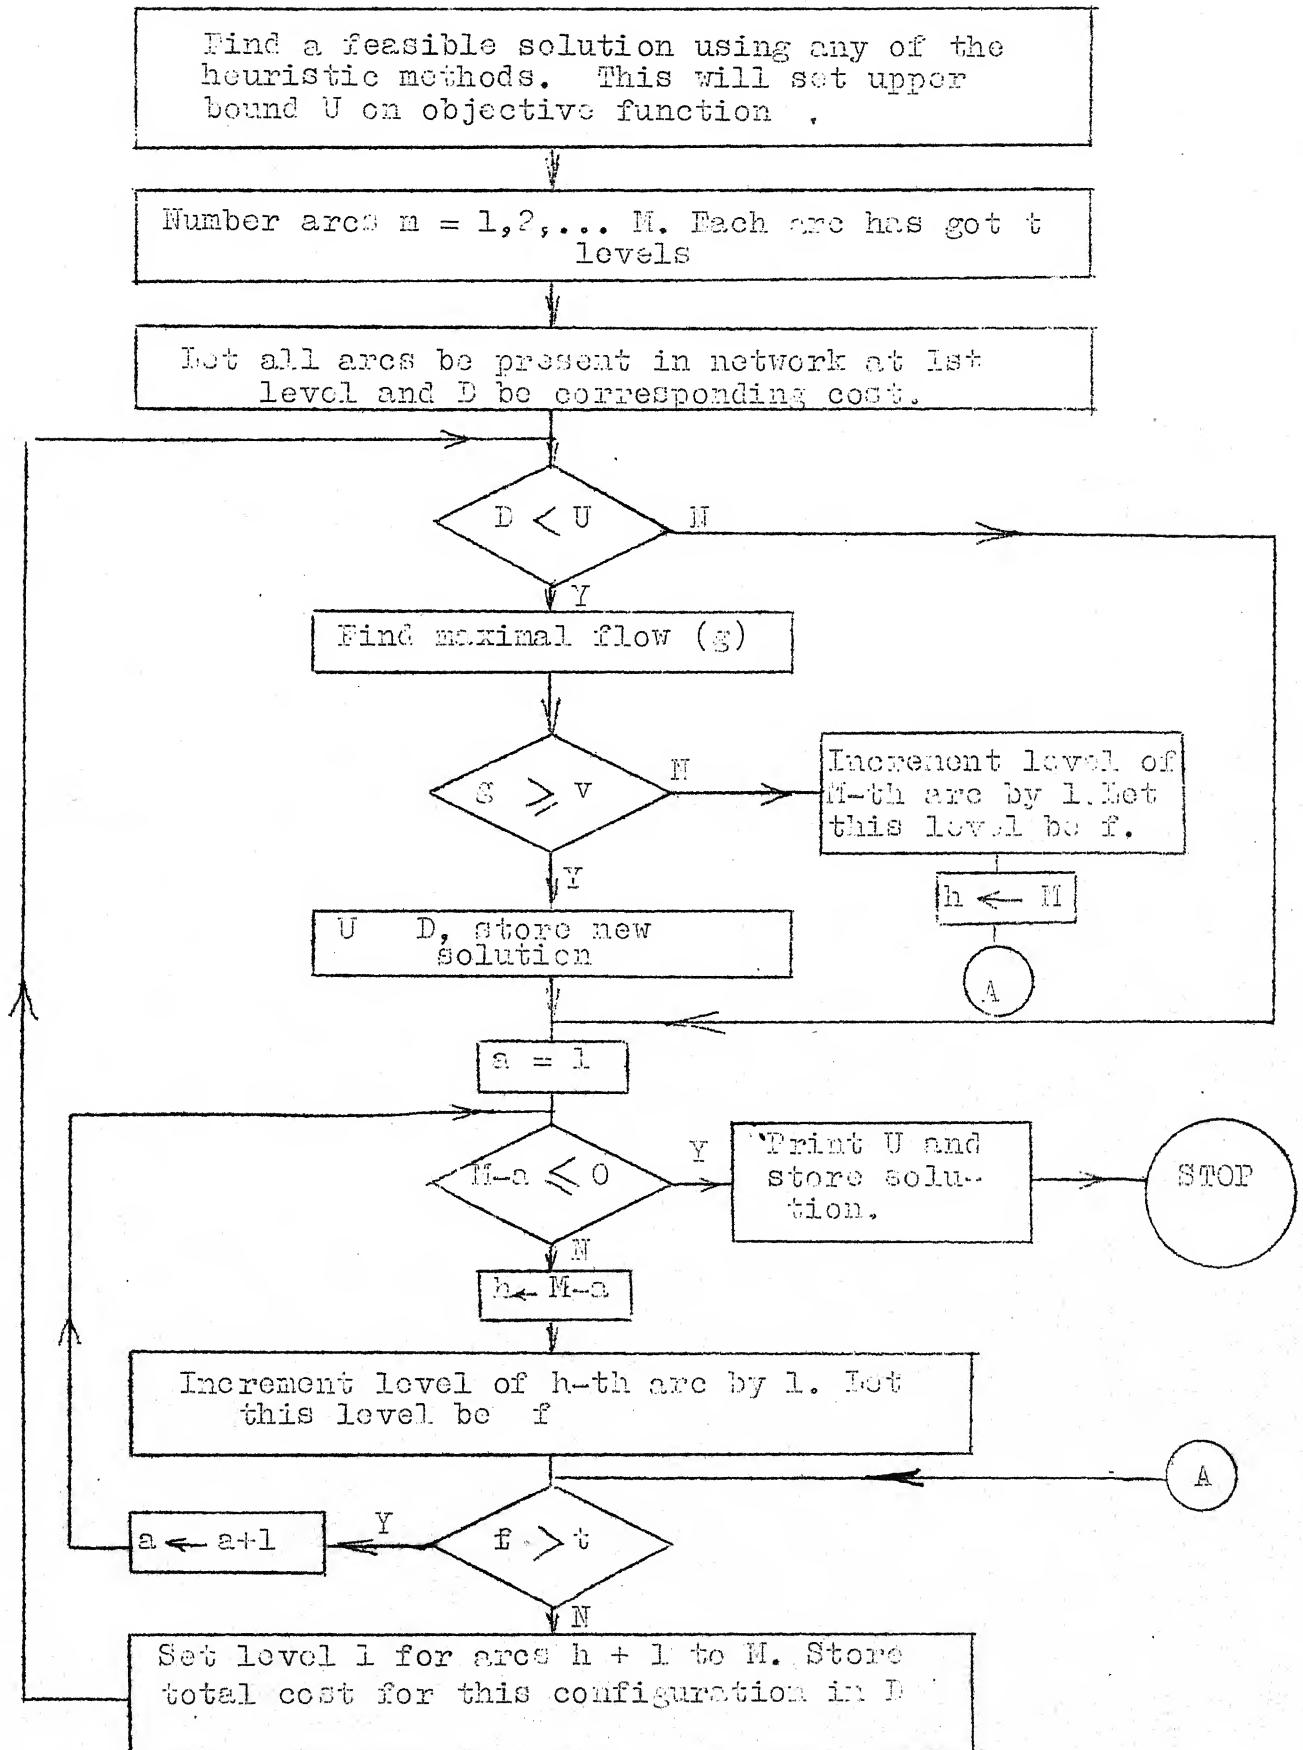 Find a feasible solution using any of the
heuristic methods. This will set upper
bound U on objective function .
Number arcs m = 1,2,... M. Each arc has got t
levels
Let all arcs be present in network at 1st
level and D be corresponding cost.
D < U
N
Y
Find maximal flow (g)
g ⩾ v
N
Increment level of
M-th arc by 1. Let
this level be f.
h ← M
A
Y
U D, store new
solution
a = 1
M-a ⩽ 0
Y
Print U and
store solu-
tion.
STOP
N
h ← M-a
Increment level of h-th arc by 1. Let
this level be f
A
f > t
Y
a ← a+1
N
Set level 1 for arcs h + 1 to M. Store
total cost for this configuration in D